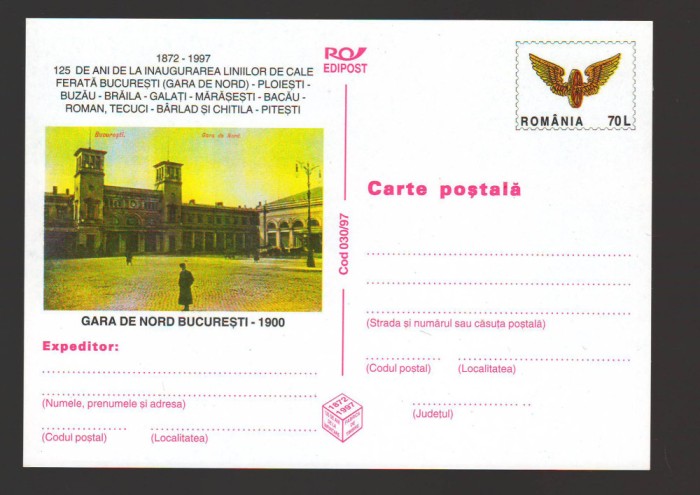 1872 - 1997
125 DE ANI DE LA INAUGURAREA LINIILOR DE CALE
FERATĂ BUCUREȘTI (GARA DE NORD) - PLOIEȘTI -
BUZĂU - BRĂILA - GALAȚI - MĂRĂȘEȘTI - BACĂU -
ROMAN, TECUCI - BÂRLAD ȘI CHITILA - PITEȘTI
București.
Gara de Nord
GARA DE NORD BUCUREȘTI - 1900
Expeditor:
(Numele, prenumele și adresa)
(Codul poștal)
(Localitatea)
EDIPOST
Cod 030/97
1872
1997
ROMÂNIA 70 L
Carte poștală
(Strada și numărul sau căsuța poștală)
(Codul poștal)
(Localitatea)
(Județul)